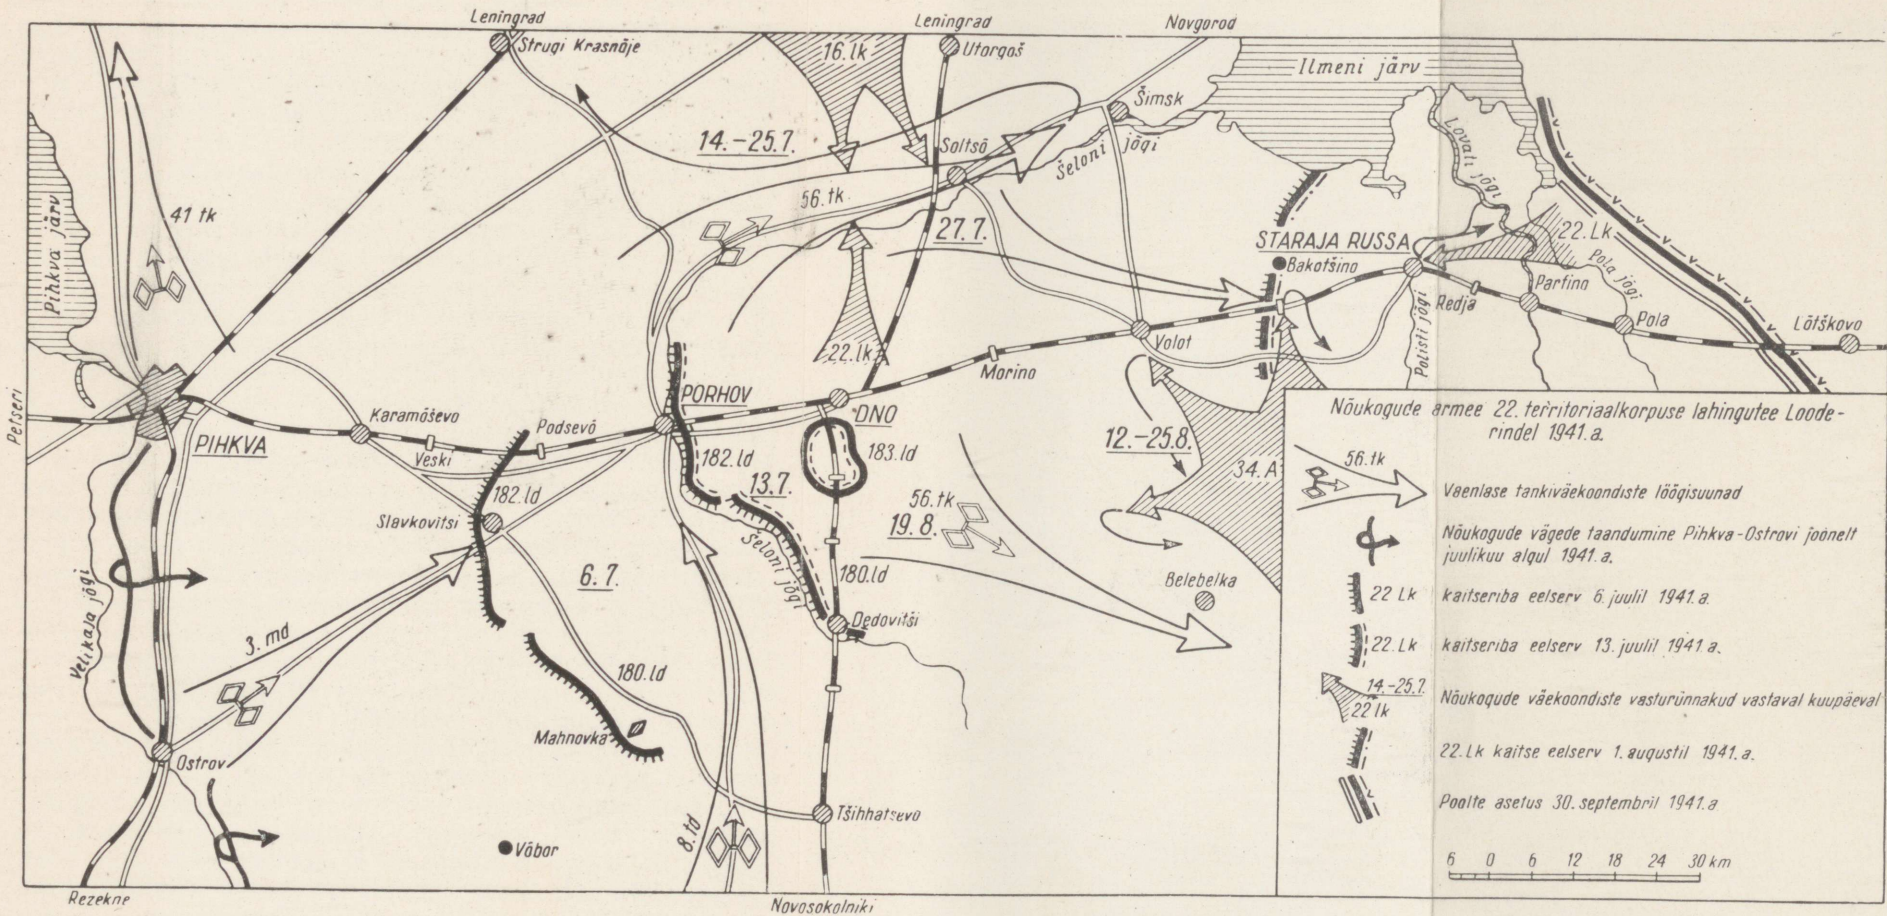 Leningrad
Leningrad
Novgorod
Strugi Krasnõje
16.lk
Utorgoš
Ilmeni järv
Šimsk
14.–25.7.
Soltsõ
Šeloni jõgi
Lovati jõgi
41 tk
Pihkva järv
56.tk
27.7.
STARAJA RUSSA
22.Lk
Bakotšino
Pola jõgi
Parfino
Redja
Pola
Lõtškovo
Volot
Polisti jõgi
22.lk
Morino
PORHOV
DNO
Petseri
PIHKVA
Karamõševo
Veski
Podsevõ
182.ld
182.ld
183.ld
13.7.
12.–25.8.
34.A
Slavkovitsi
56.tk
19.8.
Šeloni jõgi
6.7.
180.ld
Belebelka
Dedovitši
Velikaja jõgi
3.md
180.ld
Mahnovka
Ostrov
Tšihhatsevo
8.td
Võbor
Rezekne
Novosokolniki
Nõukogude armee 22. territoriaalkorpuse lahingutee Loode-
rindel 1941.a.
56.tk
Vaenlase tankiväekoondiste löögisuunad
Nõukogude vägede taandumine Pihkva-Ostrovi joonelt
juulikuu algul 1941.a.
22 Lk kaitseriba eelserv 6. juulil 1941.a.
22.Lk kaitseriba eelserv 13. juulil 1941.a.
14.–25.7.
22 lk
Nõukogude väekoondiste vasturünnakud vastaval kuupäeval
22.Lk kaitse eelserv 1. augustil 1941.a.
Poolte asetus 30. septembril 1941.a
6 0 6 12 18 24 30 km